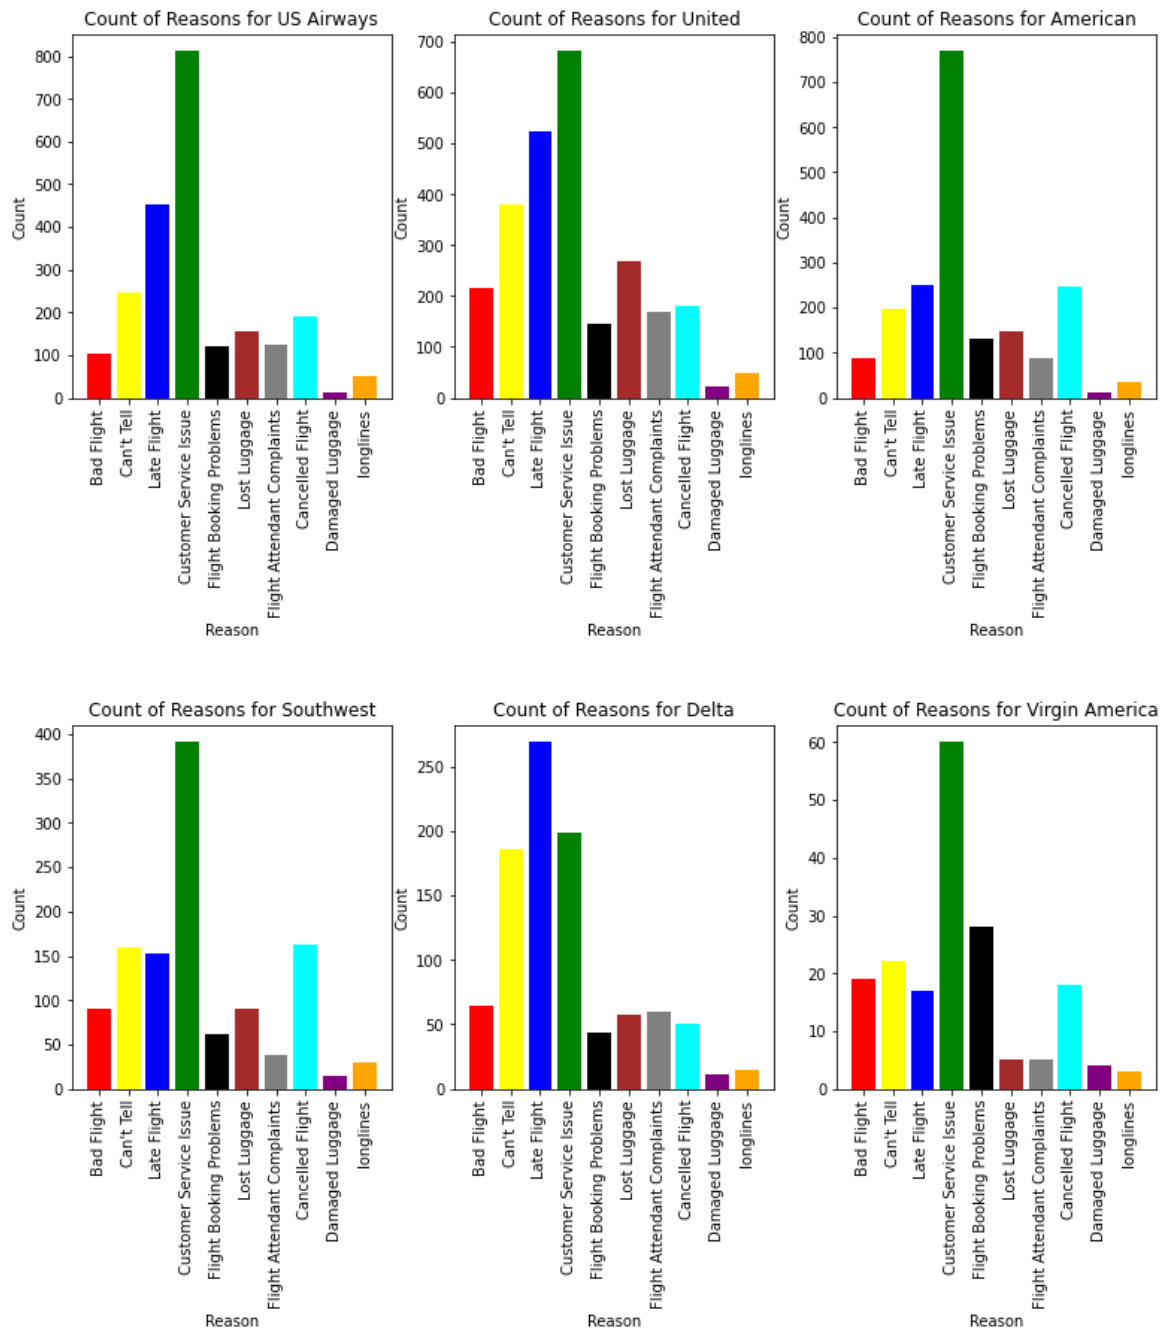 Count of Reasons for US Airways
Count
800
700
600
500
400
300
200
100
0
Bad Flight
Can't Tell
Late Flight
Customer Service Issue
Flight Booking Problems
Lost Luggage
Flight Attendant Complaints
Cancelled Flight
Damaged Luggage
longlines
Reason
Count of Reasons for United
Count
700
600
500
400
300
200
100
0
Bad Flight
Can't Tell
Late Flight
Customer Service Issue
Flight Booking Problems
Lost Luggage
Flight Attendant Complaints
Cancelled Flight
Damaged Luggage
longlines
Reason
Count of Reasons for American
Count
800
700
600
500
400
300
200
100
0
Bad Flight
Can't Tell
Late Flight
Customer Service Issue
Flight Booking Problems
Lost Luggage
Flight Attendant Complaints
Cancelled Flight
Damaged Luggage
longlines
Reason
Count of Reasons for Southwest
Count
400
350
300
250
200
150
100
50
0
Bad Flight
Can't Tell
Late Flight
Customer Service Issue
Flight Booking Problems
Lost Luggage
Flight Attendant Complaints
Cancelled Flight
Damaged Luggage
longlines
Reason
Count of Reasons for Delta
Count
250
200
150
100
50
0
Bad Flight
Can't Tell
Late Flight
Customer Service Issue
Flight Booking Problems
Lost Luggage
Flight Attendant Complaints
Cancelled Flight
Damaged Luggage
longlines
Reason
Count of Reasons for Virgin America
Count
60
50
40
30
20
10
0
Bad Flight
Can't Tell
Late Flight
Customer Service Issue
Flight Booking Problems
Lost Luggage
Flight Attendant Complaints
Cancelled Flight
Damaged Luggage
longlines
Reason